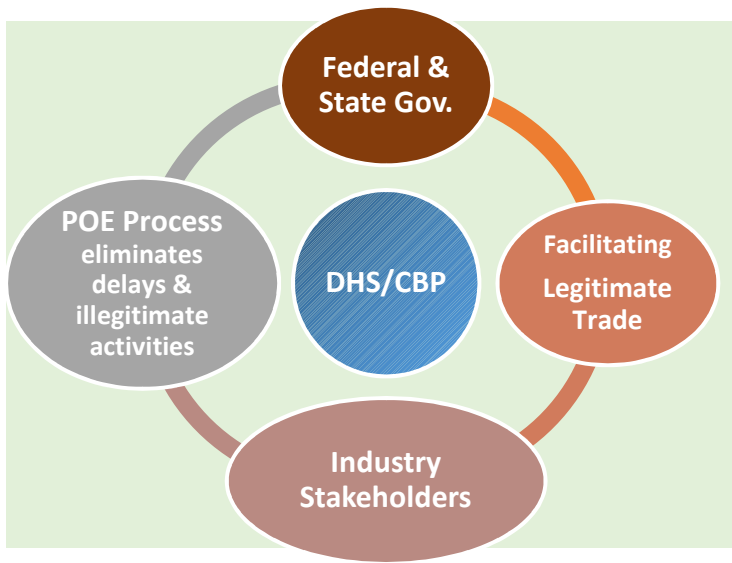 Federal &
State Gov.
POE Process
eliminates
delays &
illegitimate
activities
DHS/CBP
Facilitating
Legitimate
Trade
Industry
Stakeholders